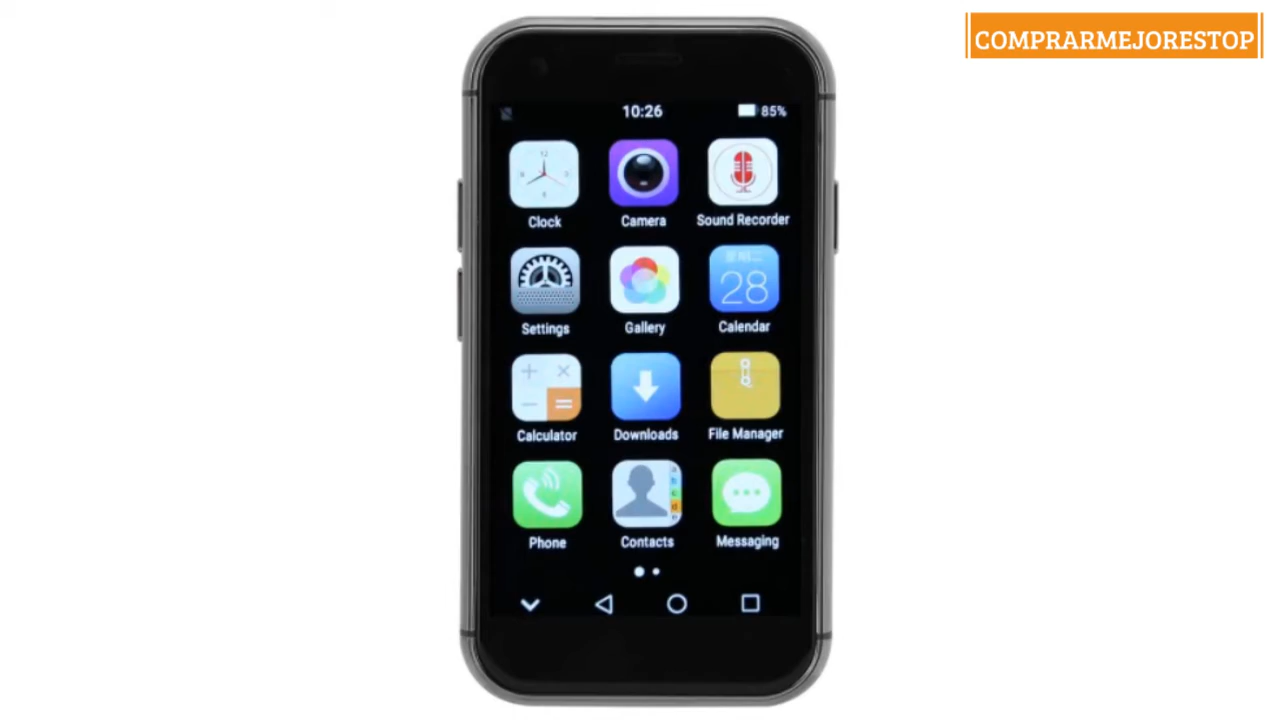 COMPRARMEJORESTOP
10:26 85%
12
Clock Camera Sound Recorder
28
Settings Gallery Calendar
Calculator Downloads File Manager
Phone Contacts Messaging